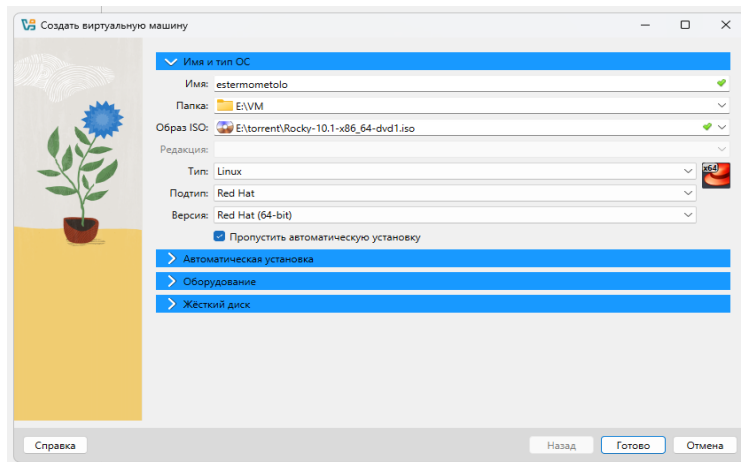 Создать виртуальную машину
Имя и тип ОС
Имя: estermometolo
Папка: E:\VM
Образ ISO: E:\torrent\Rocky-10.1-x86_64-dvd1.iso
Редакция:
Тип: Linux
x64
Подтип: Red Hat
Версия: Red Hat (64-bit)
Пропустить автоматическую установку
Автоматическая установка
Оборудование
Жёсткий диск
Справка Назад Готово Отмена